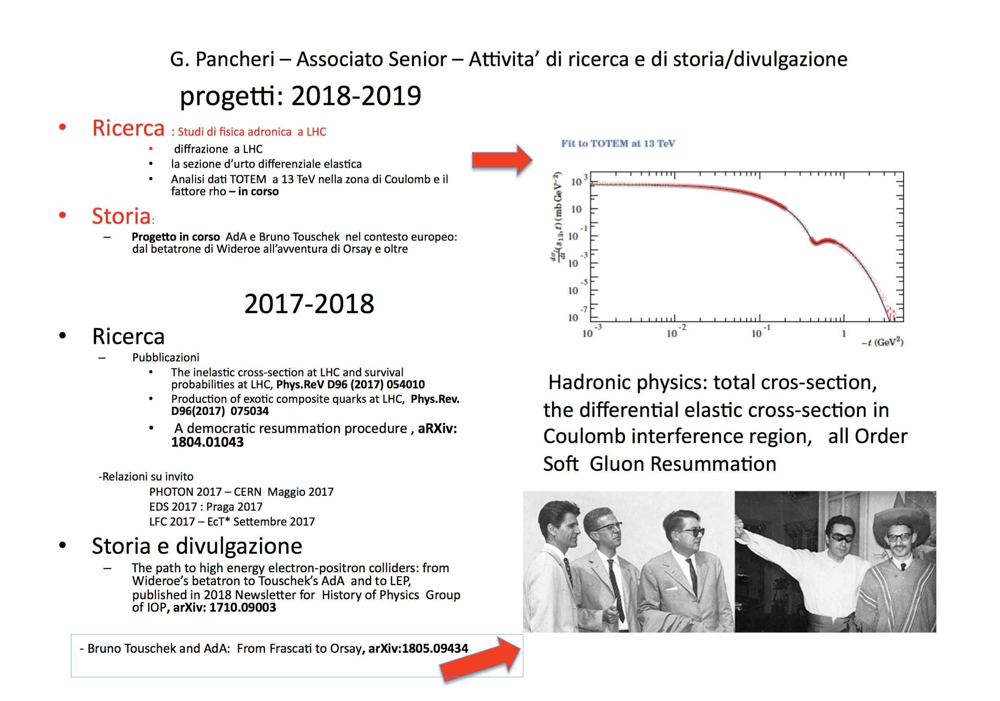 G. Pancheri – Associato Senior – Attivita’ di ricerca e di storia/divulgazione
progetti: 2018-2019
• Ricerca : Studi di fisica adronica a LHC
• diffrazione a LHC
• la sezione d’urto differenziale elastica
• Analisi dati TOTEM a 13 TeV nella zona di Coulomb e il
fattore rho – in corso
• Storia:
– Progetto in corso AdA e Bruno Touschek nel contesto europeo:
dal betatrone di Wideroe all’avventura di Orsay e oltre
2017-2018
• Ricerca
– Pubblicazioni
• The inelastic cross-section at LHC and survival
probabilities at LHC, Phys.ReV D96 (2017) 054010
• Production of exotic composite quarks at LHC, Phys.Rev.
D96(2017) 075034
• A democratic resummation procedure , aRXiv:
1804.01043
-Relazioni su invito
PHOTON 2017 – CERN Maggio 2017
EDS 2017 : Praga 2017
LFC 2017 – EcT* Settembre 2017
• Storia e divulgazione
– The path to high energy electron-positron colliders: from
Wideroe’s betatron to Touschek’s AdA and to LEP,
published in 2018 Newsletter for History of Physics Group
of IOP, arXiv: 1710.09003
- Bruno Touschek and AdA: From Frascati to Orsay, arXiv:1805.09434
Fit to TOTEM at 13 TeV
10 3
10
10 -1
10 -3
10 -5
10 -7
(s13,t) (mb GeV−2)
10 -3
10 -2
10 -1
1
−t (GeV2)
Hadronic physics: total cros-section,
the differential elastic cross-section in
Coulomb interference region, all Order
Soft Gluon Resummation